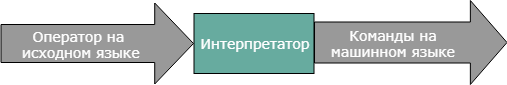 Оператор на
исходном языке
Интерпретатор
Команды на
машинном языке